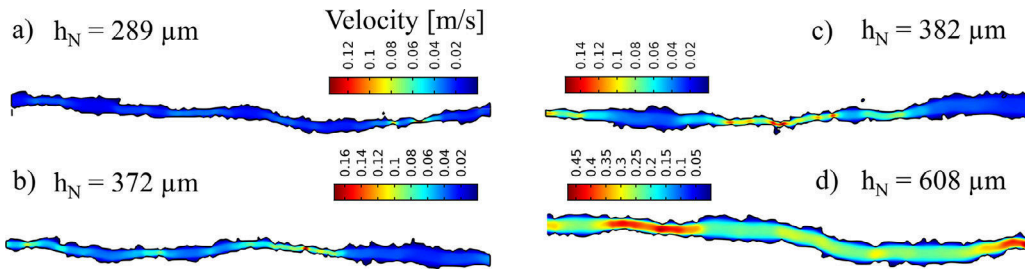 a) h_N = 289 µm
Velocity [m/s]
0.12 0.1 0.08 0.06 0.04 0.02
c) h_N = 382 µm
0.14 0.12 0.1 0.08 0.06 0.04 0.02
b) h_N = 372 µm
0.16 0.14 0.12 0.1 0.08 0.06 0.04 0.02
d) h_N = 608 µm
0.45 0.4 0.35 0.3 0.25 0.2 0.15 0.1 0.05